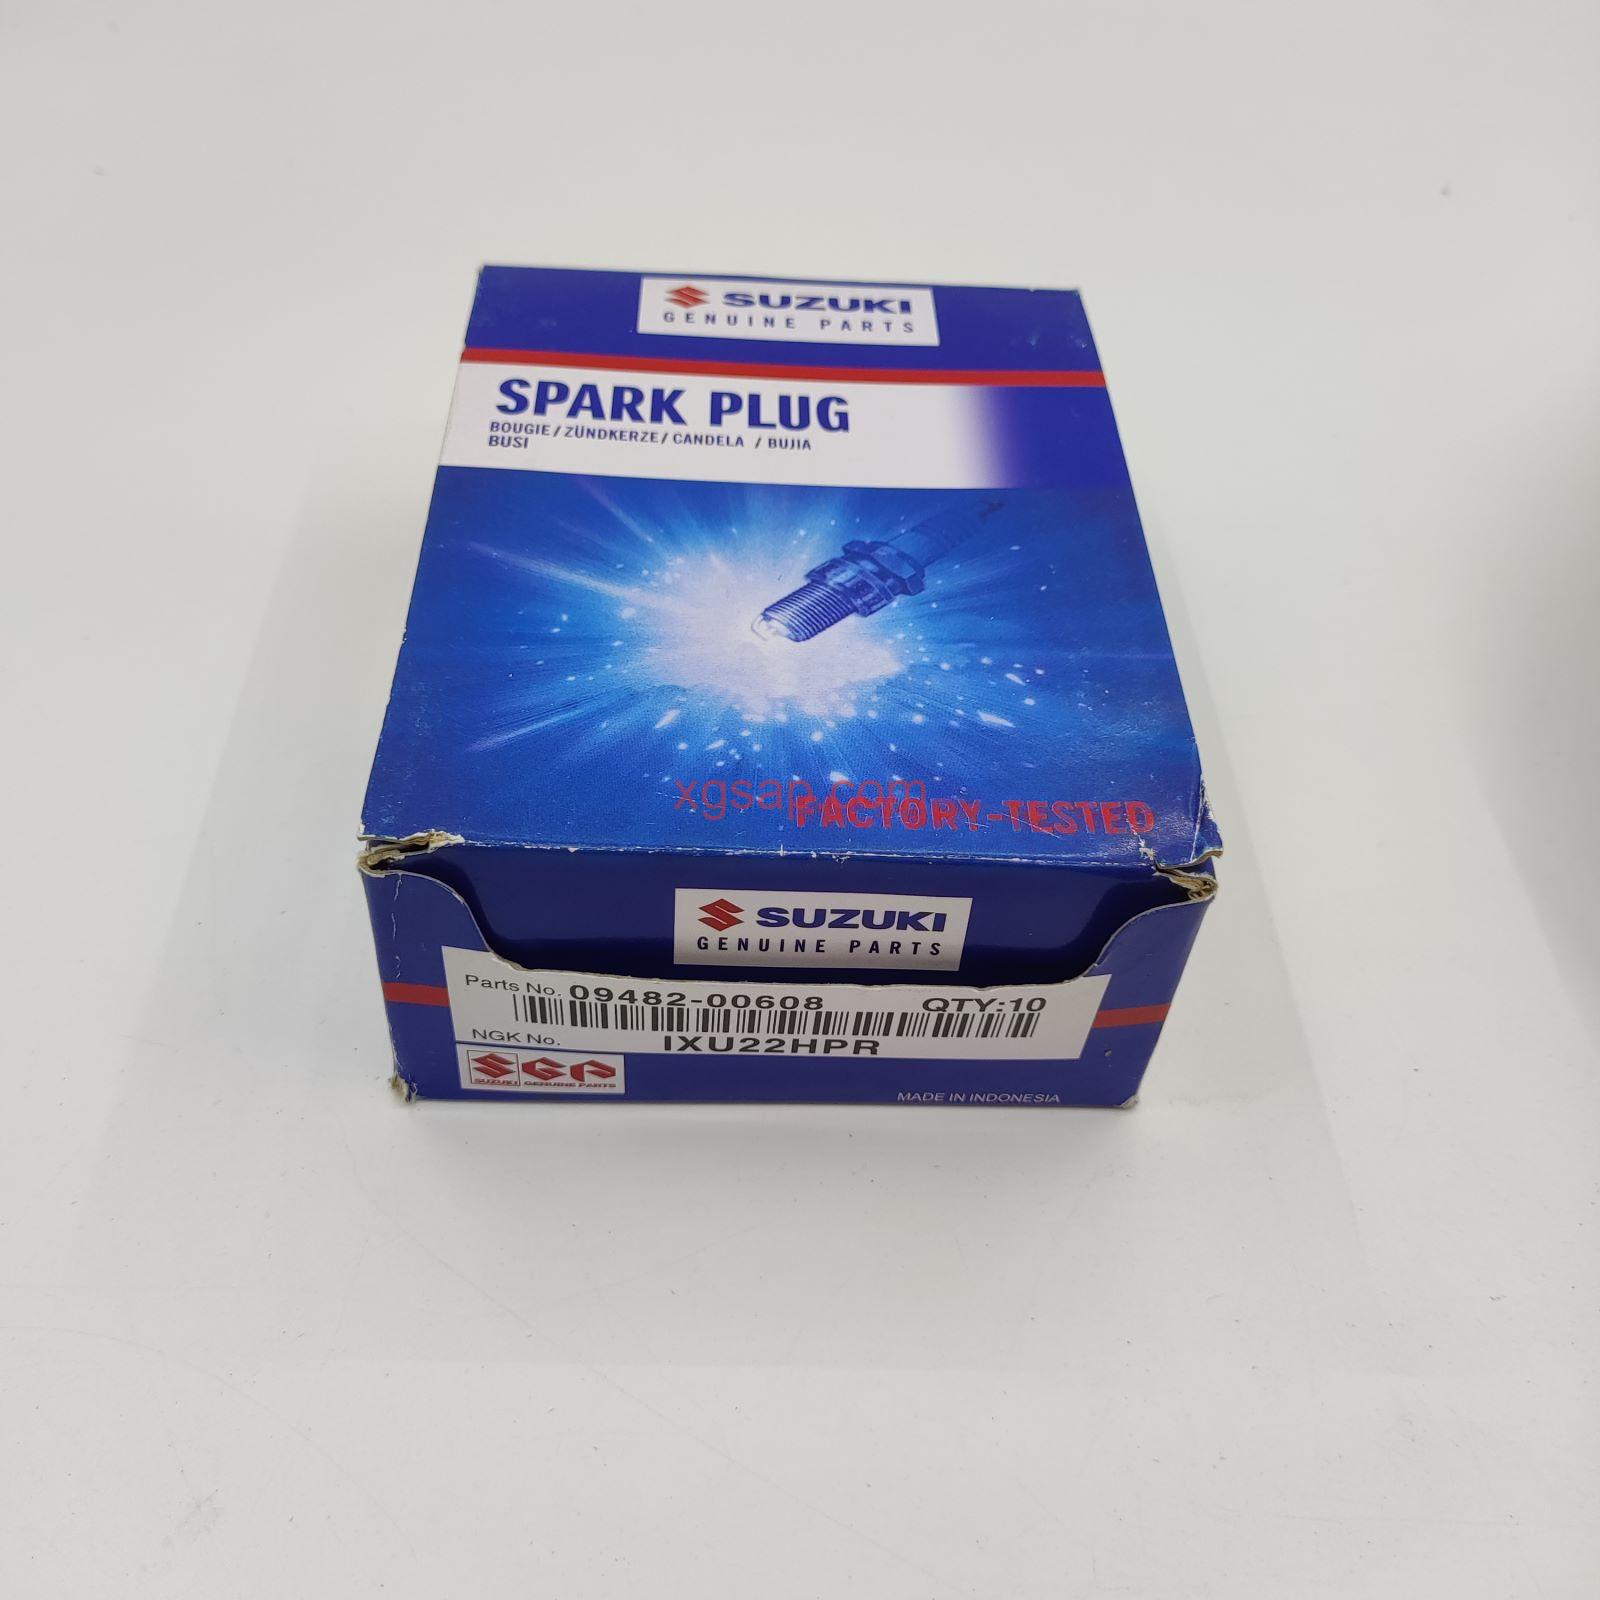 SUZUKI
GENUINE PARTS
SPARK PLUG
BOUGIE / ZÜNDKERZE / CANDELA / BUJIA
BUSI
xgsap.com
FACTORY-TESTED
SUZUKI
GENUINE PARTS
Parts No. 09482-00608 QTY:10
NGK No. IXU22HPR
SUZUKI GENUINE PARTS
SGP
MADE IN INDONESIA